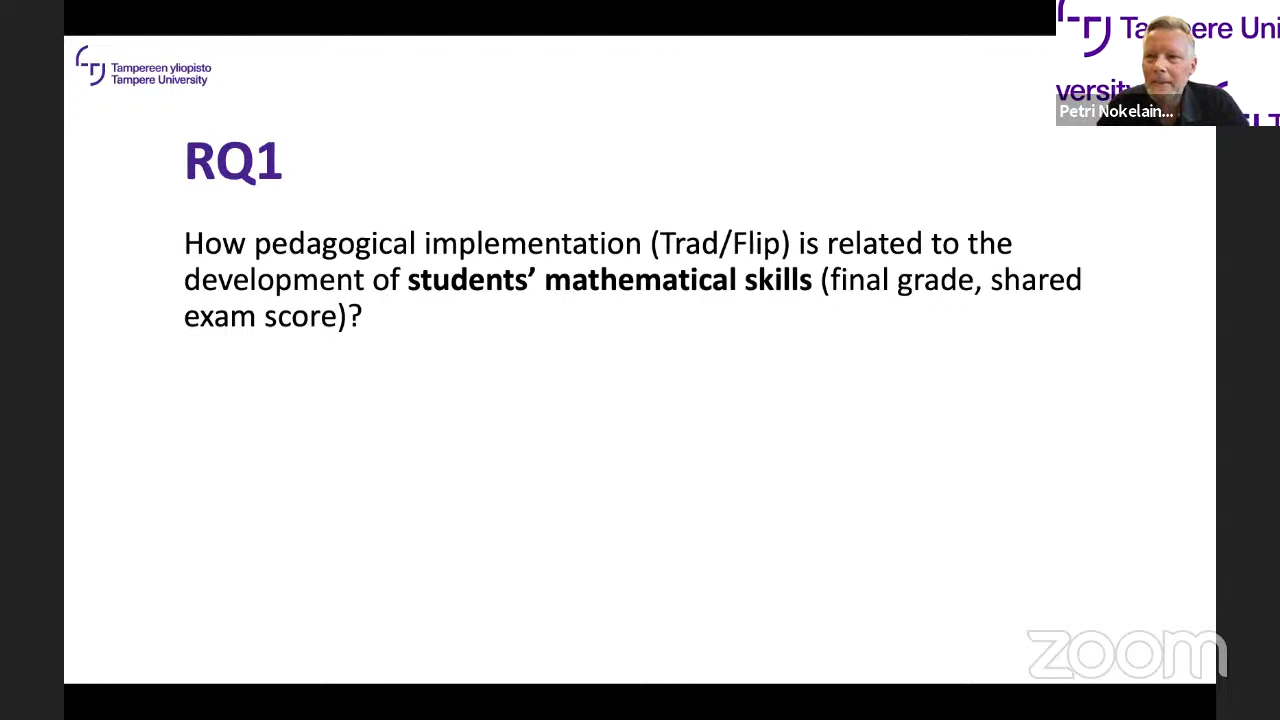 Tampereen yliopisto
Tampere University
RQ1
How pedagogical implementation (Trad/Flip) is related to the
development of students’ mathematical skills (final grade, shared
exam score)?
Petri Nokelain...
zoom